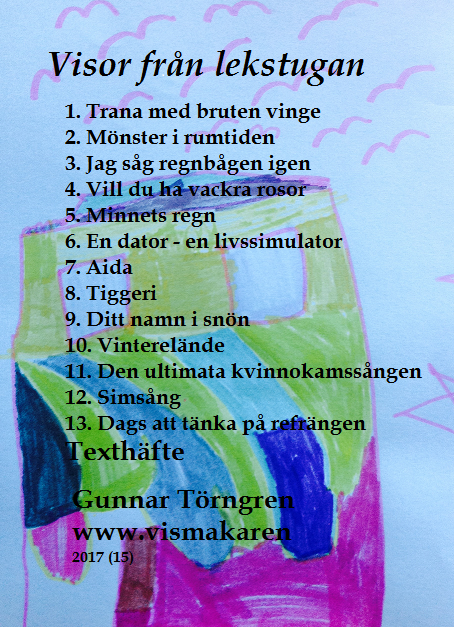 Visor från lekstugan
1. Trana med bruten vinge
2. Mönster i rumtiden
3. Jag såg regnbågen igen
4. Vill du ha vackra rosor
5. Minnets regn
6. En dator - en livssimulator
7. Aida
8. Tiggeri
9. Ditt namn i snön
10. Vinterelände
11. Den ultimata kvinnokamssången
12. Simsång
13. Dags att tänka på refrängen
Texthäfte
Gunnar Törngren
www.vismakaren
2017 (15)